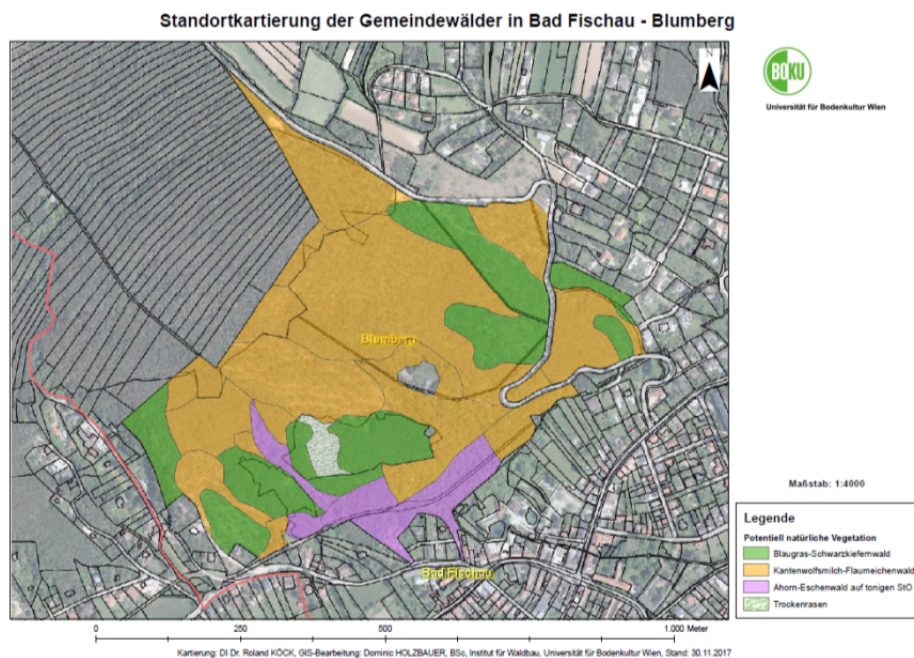 Standortkartierung der Gemeindewälder in Bad Fischau - Blumberg
N
BOKU
Universität für Bodenkultur Wien
Blumberg
Bad Fischau
Maßstab: 1:4000
Legende
Potentiell natürliche Vegetation
Blaugras-Schwarzkiefernwald
Kantenwolfsmilch-Flaumeichenwald
Ahorn-Eschenwald auf tonigen StO
Trockenrasen
0 250 500 1.000 Meter
Kartierung: DI Dr. Roland KÖCK, GIS-Bearbeitung: Dominic HOLZBAUER, BSc, Institut für Waldbau, Universität für Bodenkultur Wien, Stand: 30.11.2017